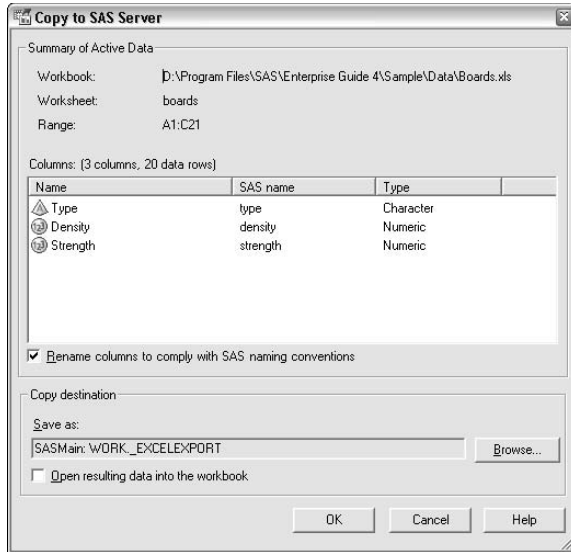 Copy to SAS Server
Summary of Active Data
Workbook: D:\Program Files\SAS\Enterprise Guide 4\Sample\Data\Boards.xls
Worksheet: boards
Range: A1:C21
Columns: (3 columns, 20 data rows)
Name SAS name Type
Type type Character
Density density Numeric
Strength strength Numeric
Rename columns to comply with SAS naming conventions
Copy destination
Save as:
SASMain: WORK._EXCELEXPORT
Browse...
Open resulting data into the workbook
OK Cancel Help